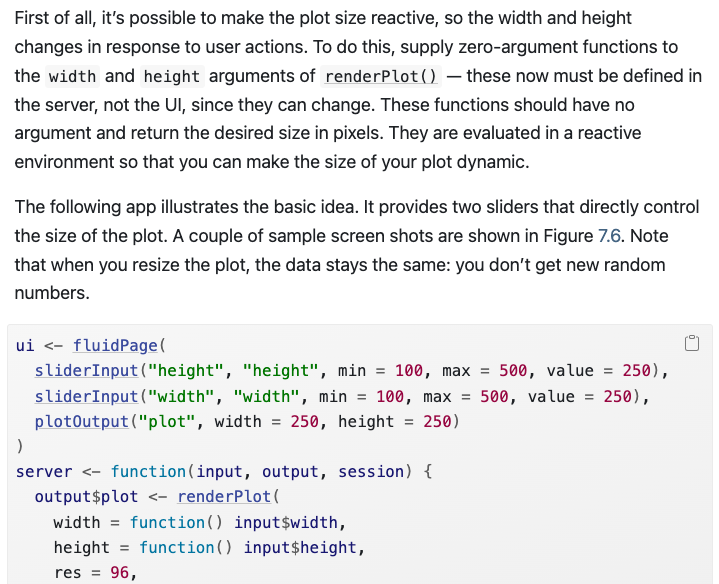 First of all, it’s possible to make the plot size reactive, so the width and height
changes in response to user actions. To do this, supply zero-argument functions to
the width and height arguments of renderPlot() — these now must be defined in
the server, not the UI, since they can change. These functions should have no
argument and return the desired size in pixels. They are evaluated in a reactive
environment so that you can make the size of your plot dynamic.
The following app illustrates the basic idea. It provides two sliders that directly control
the size of the plot. A couple of sample screen shots are shown in Figure 7.6. Note
that when you resize the plot, the data stays the same: you don’t get new random
numbers.
ui <- fluidPage(
  sliderInput("height", "height", min = 100, max = 500, value = 250),
  sliderInput("width", "width", min = 100, max = 500, value = 250),
  plotOutput("plot", width = 250, height = 250)
)
server <- function(input, output, session) {
  output$plot <- renderPlot(
    width = function() input$width,
    height = function() input$height,
    res = 96,